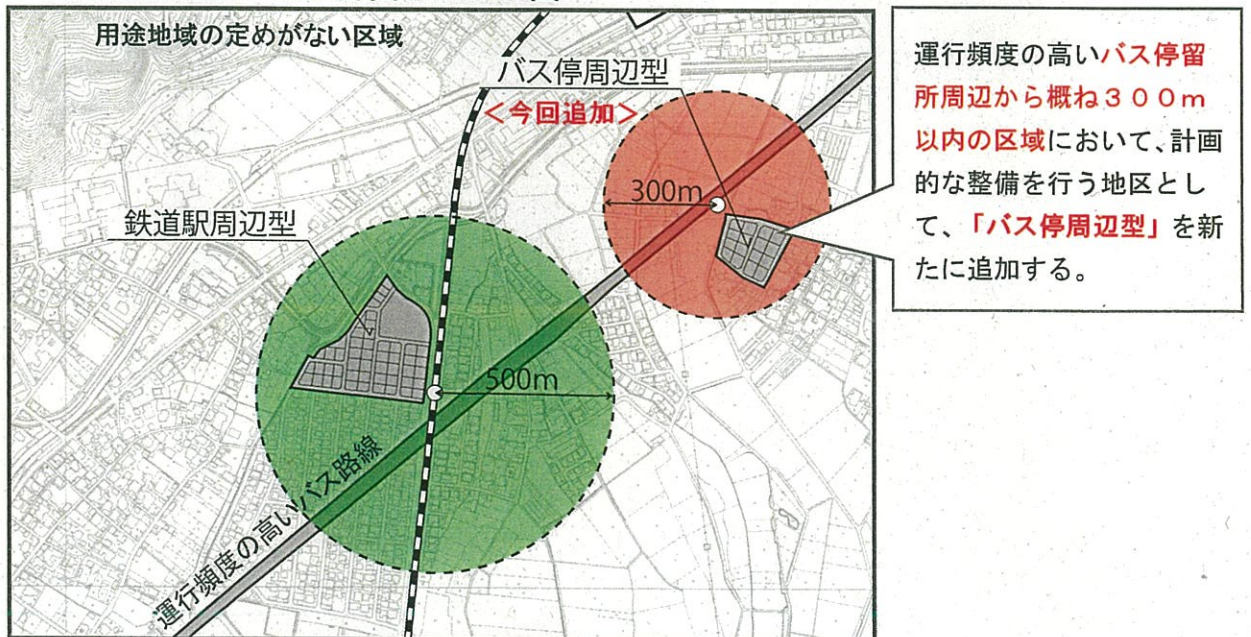 用途地域の定めがない区域
バス停周辺型
＜今回追加＞
300m
鉄道駅周辺型
500m
運行頻度の高いバス路線
運行頻度の高いバス停留
所周辺から概ね３００ｍ
以内の区域において、計画
的な整備を行う地区とし
て、「バス停周辺型」を新
たに追加する。